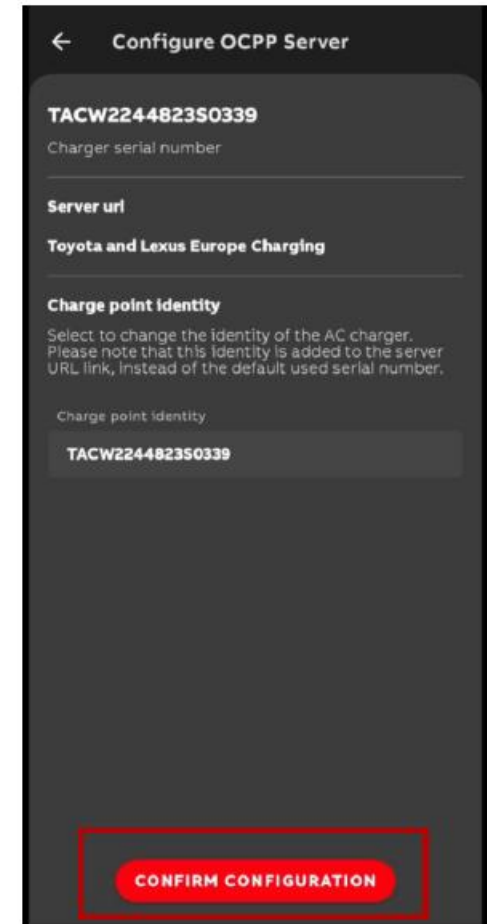 Configure OCPP Server
TACW2244823S0339
Charger serial number
Server url
Toyota and Lexus Europe Charging
Charge point identity
Select to change the identity of the AC charger.
Please note that this identity is added to the server
URL link, instead of the default used serial number.
Charge point identity
TACW2244823S0339
CONFIRM CONFIGURATION